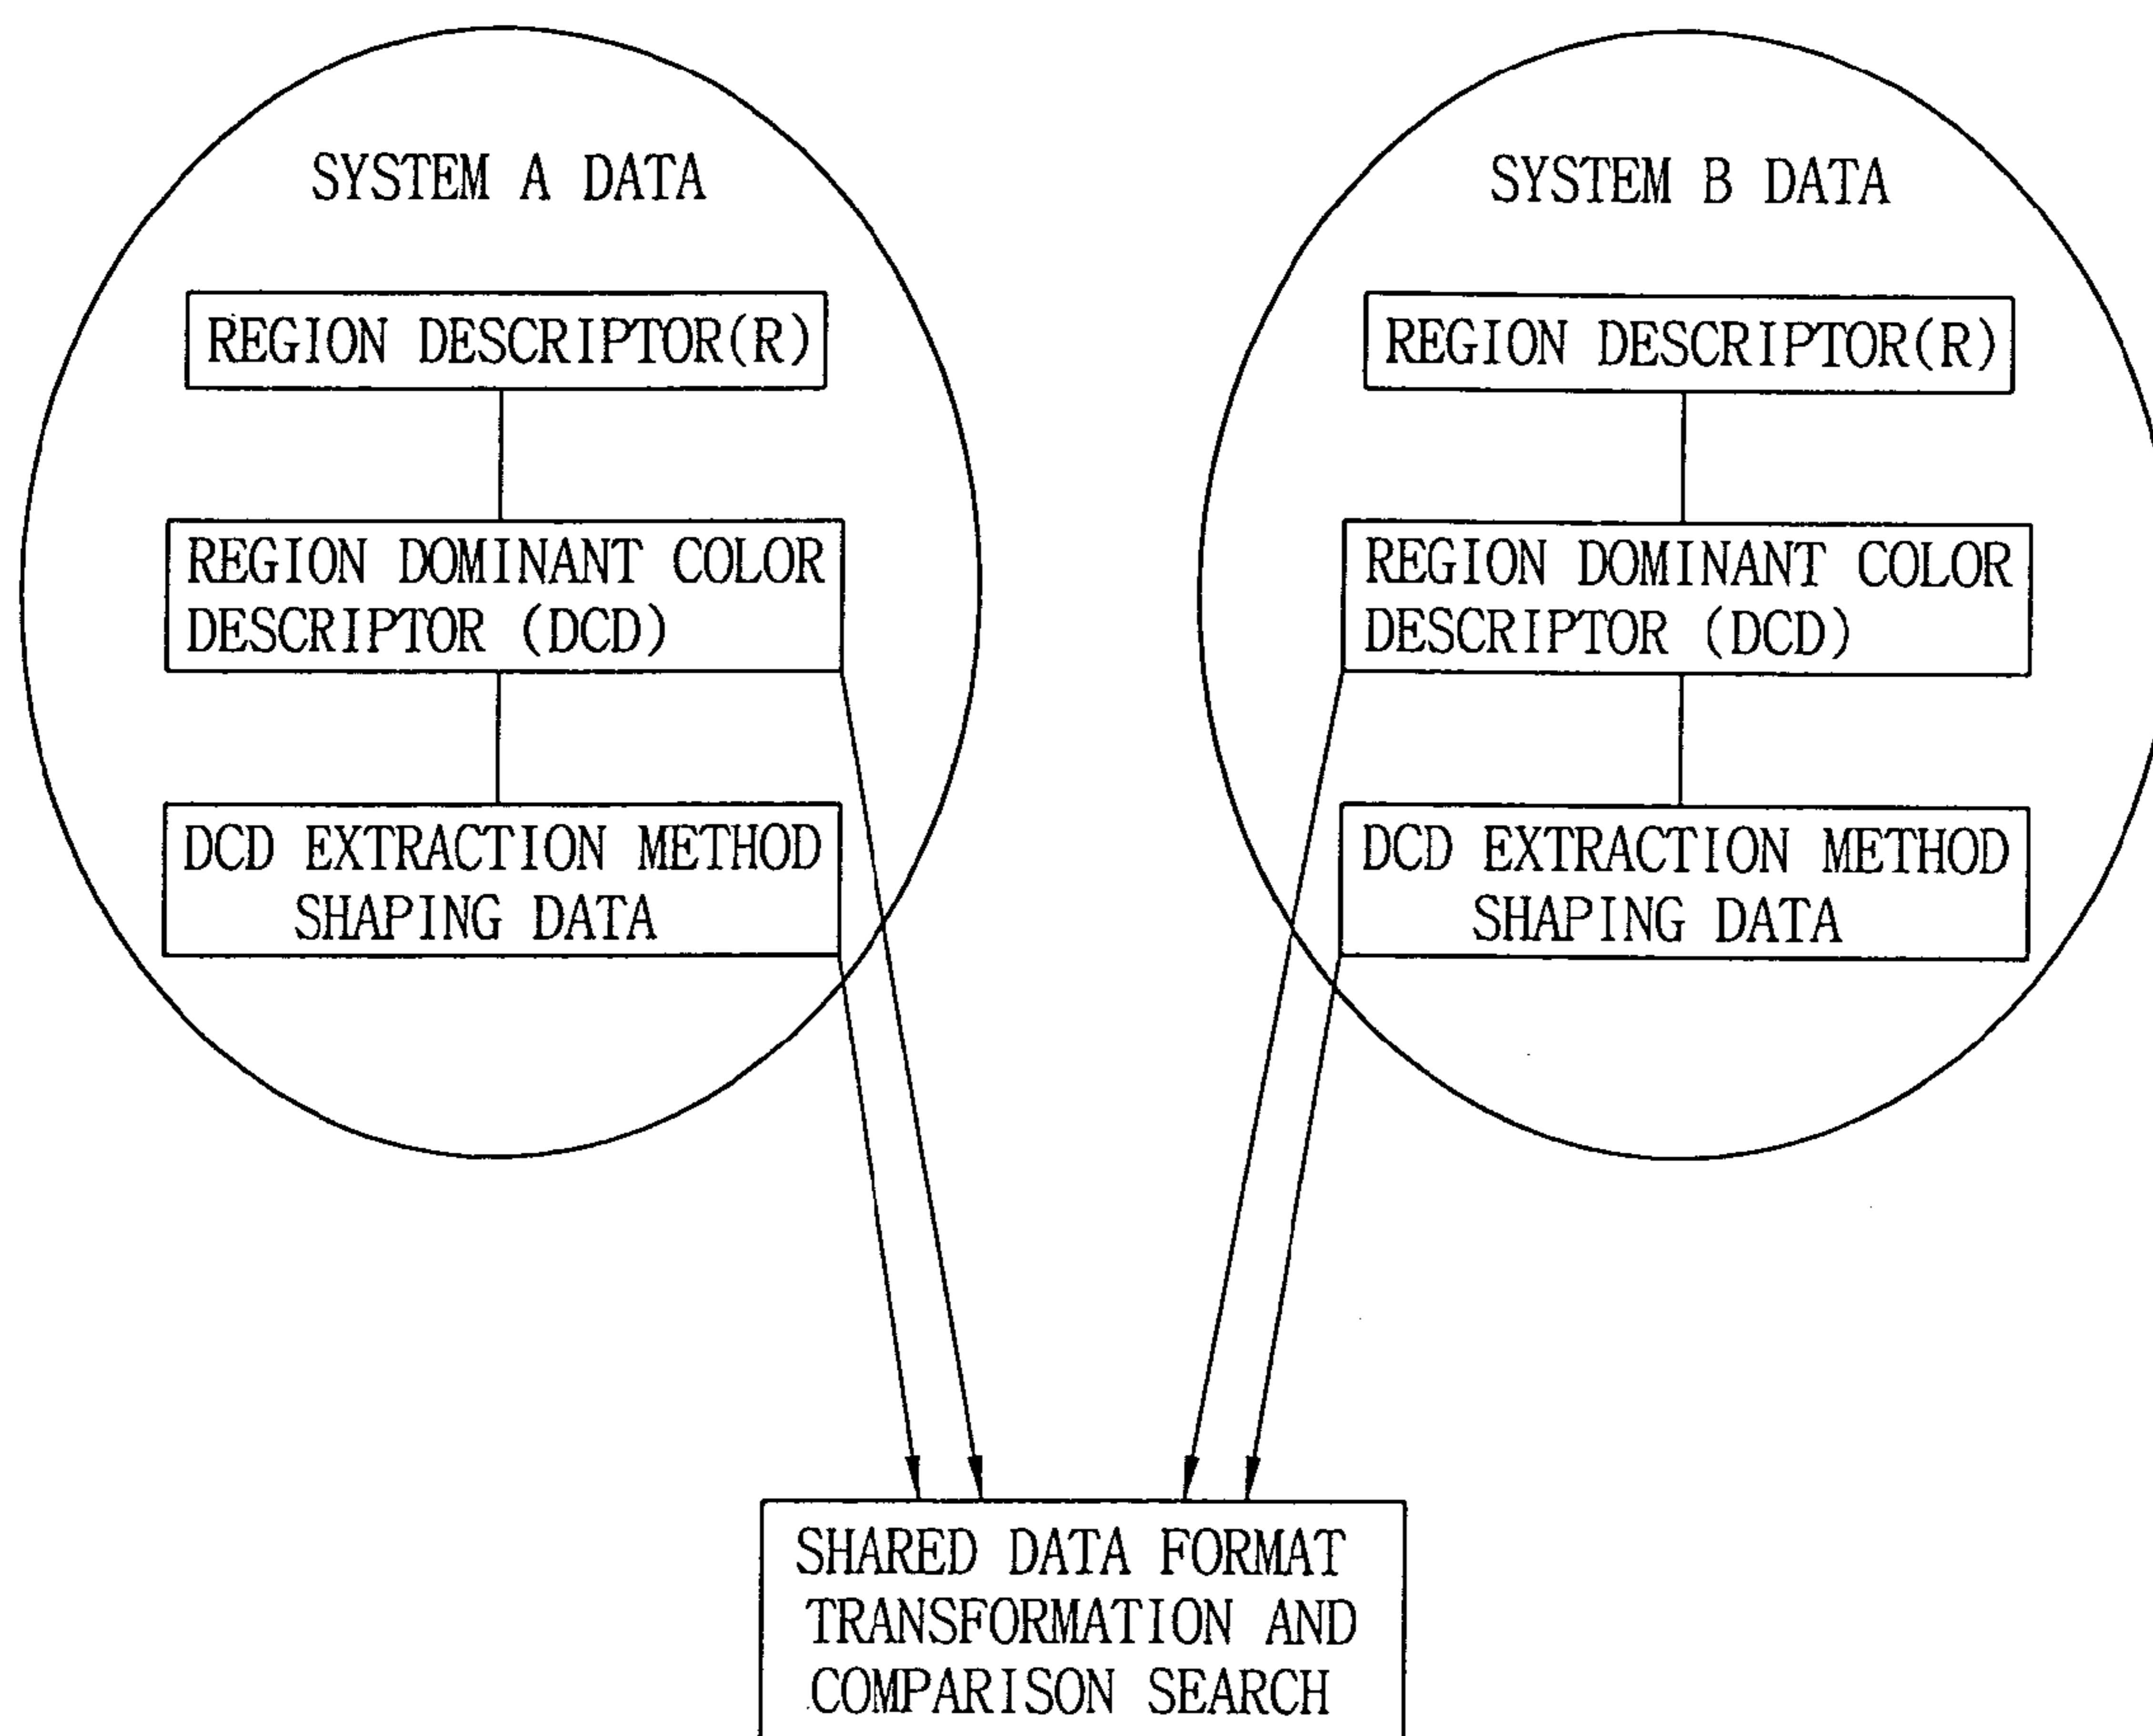 SYSTEM A DATA
REGION DESCRIPTOR(R)
REGION DOMINANT COLOR
DESCRIPTOR (DCD)
DCD EXTRACTION METHOD
SHAPING DATA
SYSTEM B DATA
REGION DESCRIPTOR(R)
REGION DOMINANT COLOR
DESCRIPTOR (DCD)
DCD EXTRACTION METHOD
SHAPING DATA
SHARED DATA FORMAT
TRANSFORMATION AND
COMPARISON SEARCH